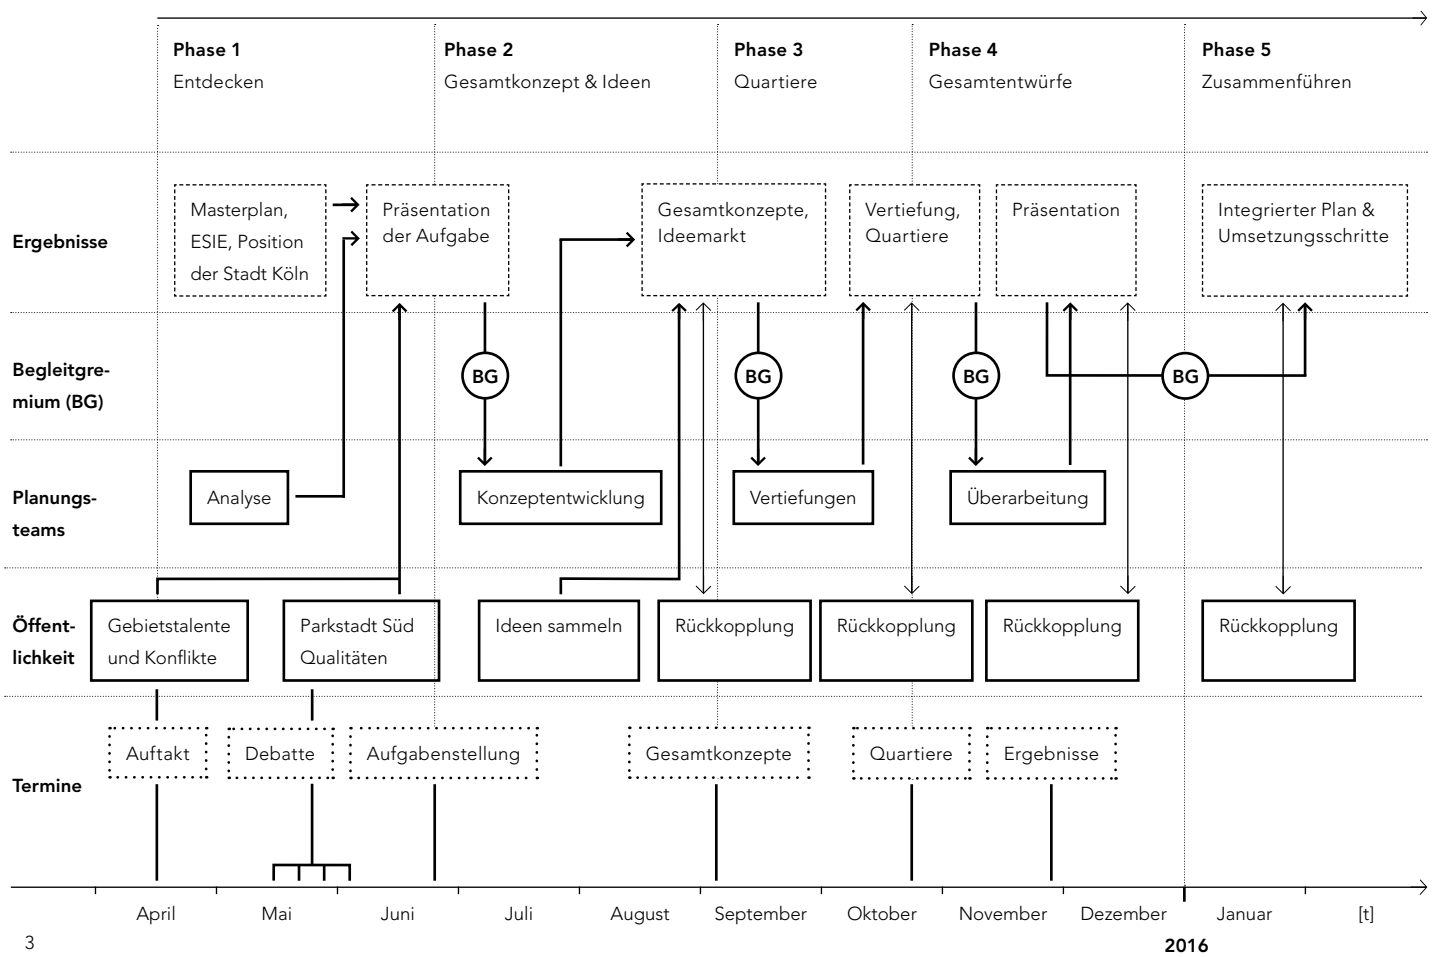 Phase 1
Entdecken
Phase 2
Gesamtkonzept & Ideen
Phase 3
Quartiere
Phase 4
Gesamtentwürfe
Phase 5
Zusammenführen
Ergebnisse
Masterplan,
ESIE, Position
der Stadt Köln
Präsentation
der Aufgabe
Gesamtkonzepte,
Ideemarkt
Vertiefung,
Quartiere
Präsentation
Integrierter Plan &
Umsetzungsschritte
Begleitgre-
mium (BG)
BG
BG
BG
BG
Planungs-
teams
Analyse
Konzeptentwicklung
Vertiefungen
Überarbeitung
Öffent-
lichkeit
Gebietstalente
und Konflikte
Parkstadt Süd
Qualitäten
Ideen sammeln
Rückkopplung
Rückkopplung
Rückkopplung
Rückkopplung
Termine
Auftakt
Debatte
Aufgabenstellung
Gesamtkonzepte
Quartiere
Ergebnisse
April
Mai
Juni
Juli
August
September
Oktober
November
Dezember
Januar
[t]
3
2016